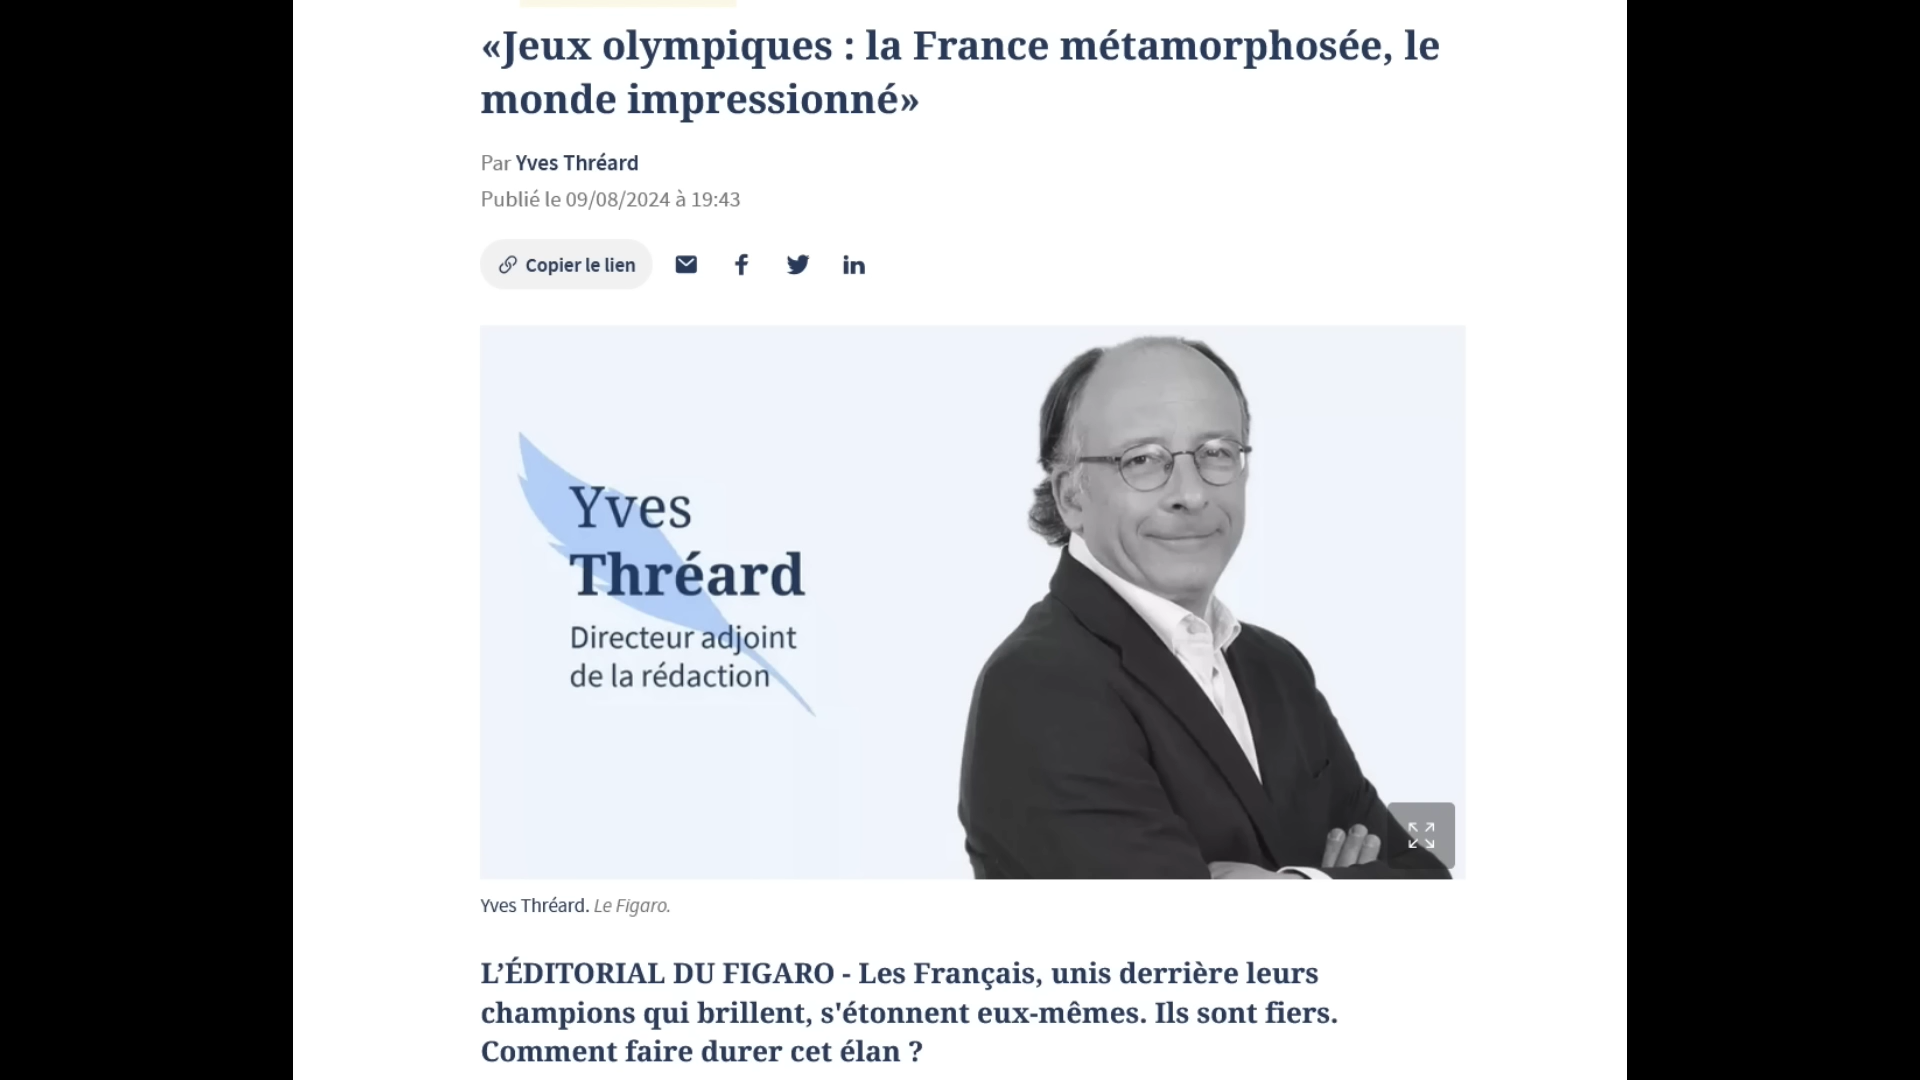 «Jeux olympiques : la France métamorphosée, le
monde impressionné»
Par Yves Thréard
Publié le 09/08/2024 à 19:43
Copier le lien
Yves
Thréard
Directeur adjoint
de la rédaction
Yves Thréard. Le Figaro.
L’ÉDITORIAL DU FIGARO - Les Français, unis derrière leurs
champions qui brillent, s'étonnent eux-mêmes. Ils sont fiers.
Comment faire durer cet élan ?